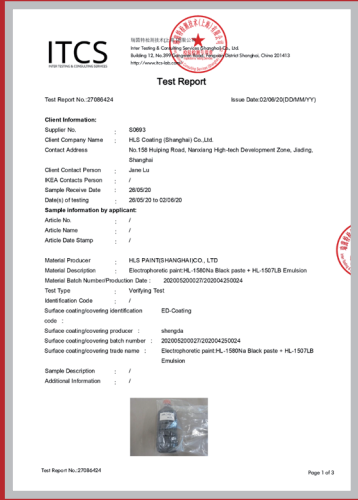 ITCS
INTER TESTING & CONSULTING SERVICES
Inter Testing & Consulting Services (Shanghai) Co., Ltd.
Building 12, No.399 District Shanghai, China 201413
http://www.itcs-lab.com/
Test Report
Test Report No.:27086424 Issue Date:02/06/20(DD/MM/YY)
Client Information:
Supplier No. : S0693
Client Company Name : HLS Coating (Shanghai) Co.,Ltd.
Contact Address : No.158 Huiping Road, Nanxiang High-tech Development Zone, Jiading,
Shanghai
Client Contact Person : Jane Lu
IKEA Contacts Person : /
Sample Receive Date : 26/05/20
Date(s) of testing : 26/05/20 to 02/06/20
Sample information by applicant:
Article No. : /
Article Name : /
Article Date Stamp : /
Material Producer : HLS PAINT(SHANGHAI)CO., LTD
Material Description : Electrophoretic paint:HL-1580Na Black paste + HL-1507LB Emulsion
Material Batch Number/Production Date : 202005200027/202004250024
Test Type : Verifying Test
Identification Code : /
Surface coating/covering identification ED-Coating
code :
Surface coating/covering producer : shengda
Surface coating/covering batch number : 202005200027/202004250024
Surface coating/covering trade name : Electrophoretic paint:HL-1580Na Black paste + HL-1507LB
Emulsion
Sample Description : /
Additional Information : /
Test Report No.:27086424 Page 1 of 3